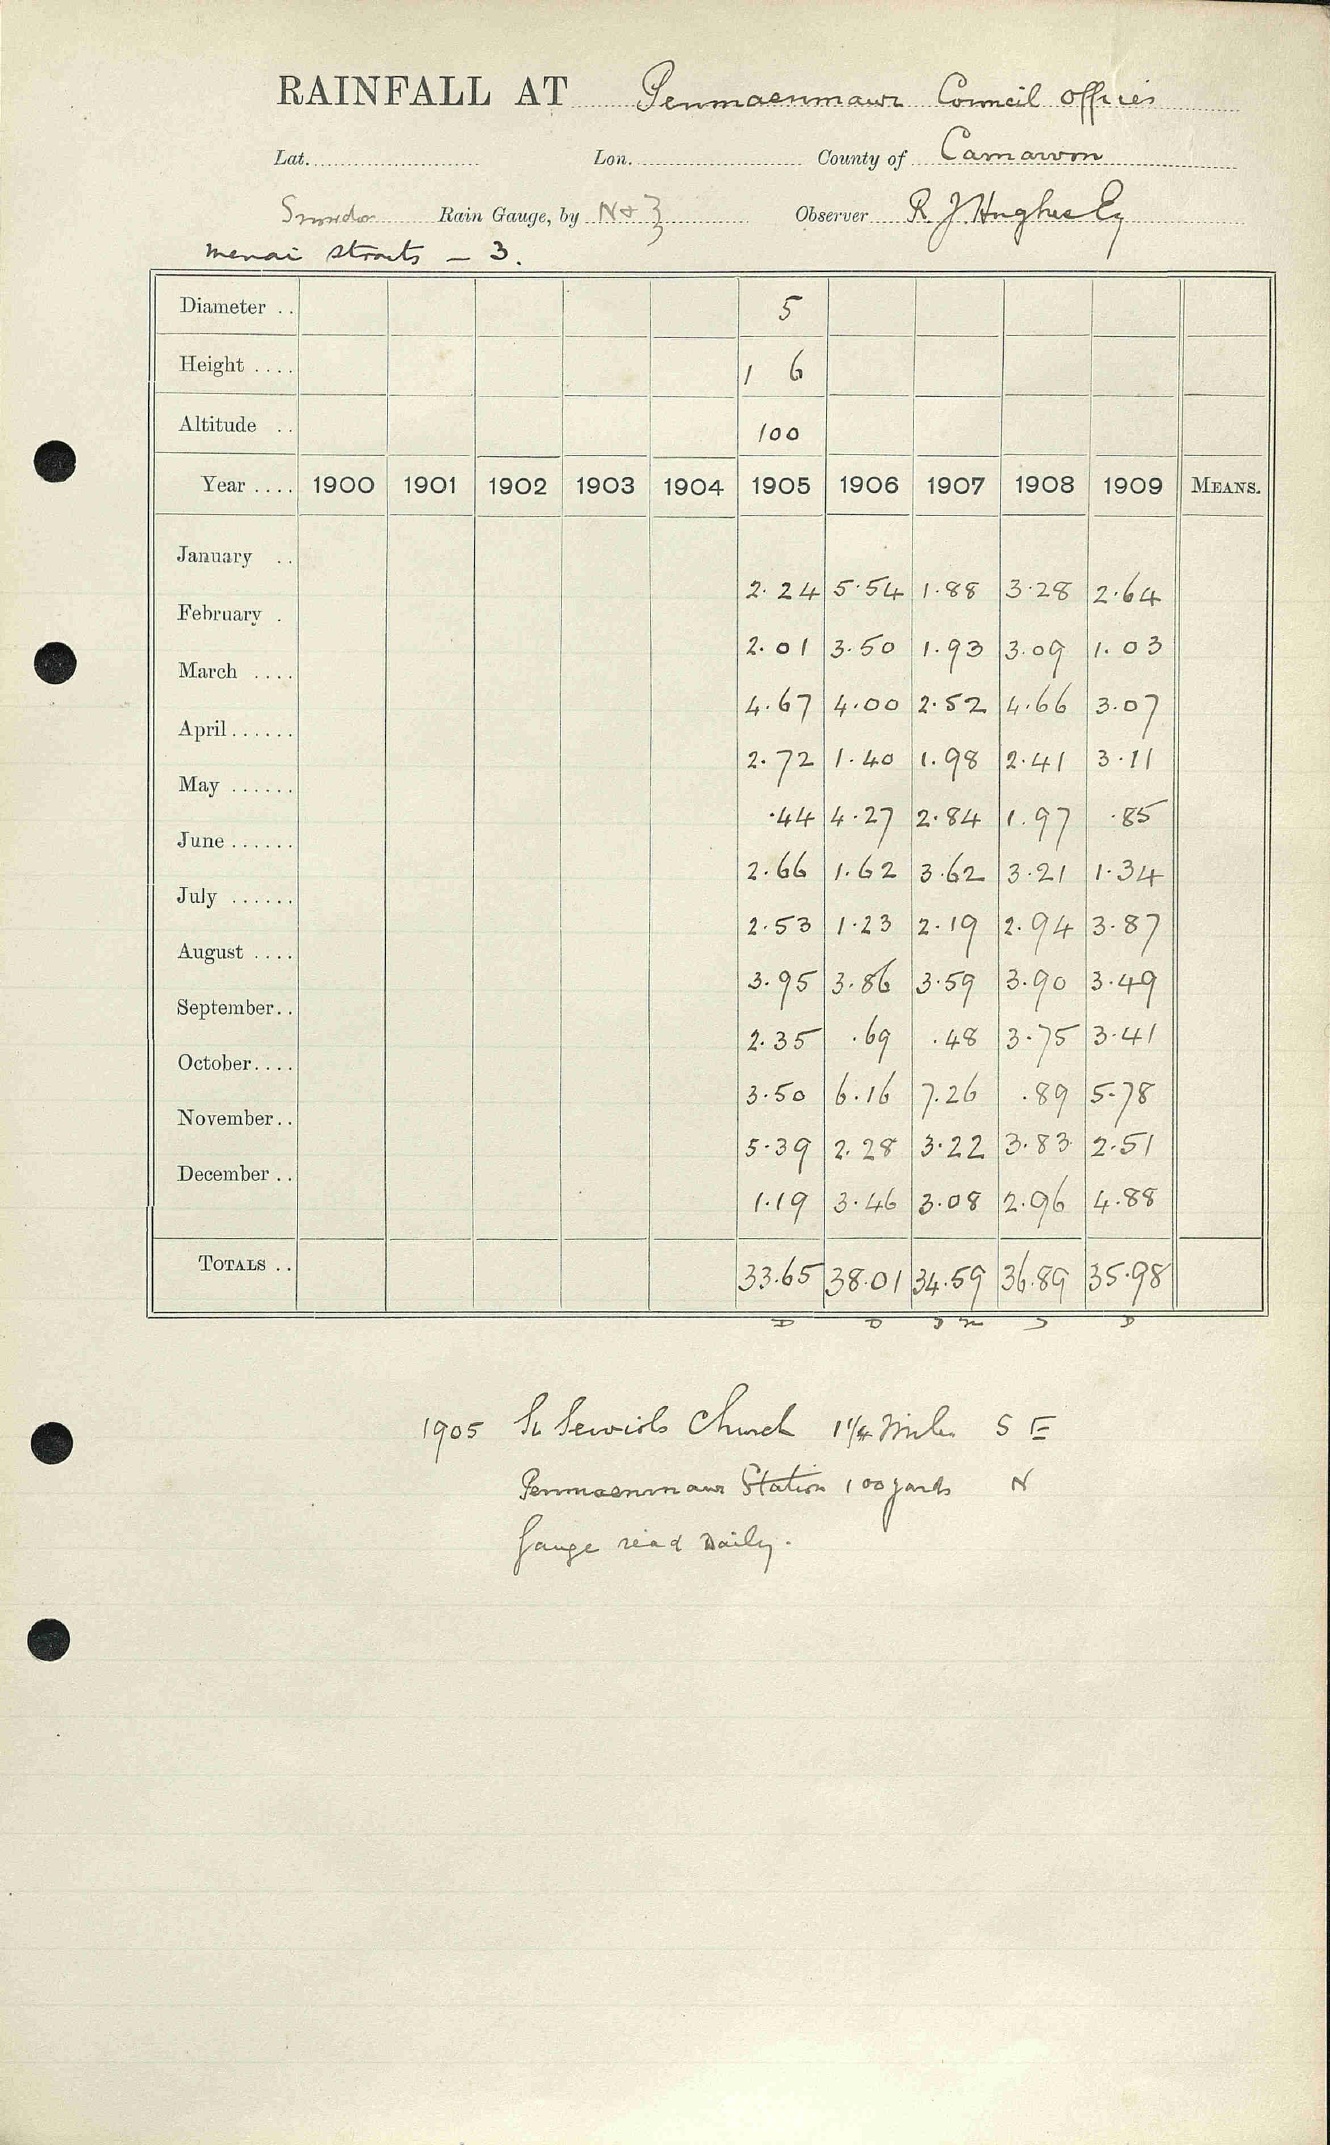 RAINFALL AT Penmaenmawr Council offices
Lat. Lon. County of Carnarvon
Snowdon Rain Gauge, by N & Z Observer R. J Hughes Esq
Menai Straits - 3.
Diameter .. 5
Height .... 1 6
Altitude .. 100
Year .... 1900 1901 1902 1903 1904 1905 1906 1907 1908 1909 MEANS.
January .. 2.24 5.54 1.88 3.28 2.64
February . 2.01 3.50 1.93 3.09 1.03
March .... 4.67 4.00 2.52 4.66 3.07
April...... 2.72 1.40 1.98 2.41 3.11
May ...... .44 4.27 2.84 1.97 .85
June...... 2.66 1.62 3.62 3.21 1.34
July ...... 2.53 1.23 2.19 2.94 3.87
August .... 3.95 3.86 3.59 3.90 3.49
September.. 2.35 .69 .48 3.75 3.41
October.... 3.50 6.16 7.26 .89 5.78
November.. 5.39 2.28 3.22 3.83 2.51
December .. 1.19 3.46 3.08 2.96 4.88
TOTALS .. 33.65 38.01 34.59 36.89 35.98
1905 St Church 1 1/4 Miles S E
Penmaenmawr Station 100 yards N
Gauge read Daily.